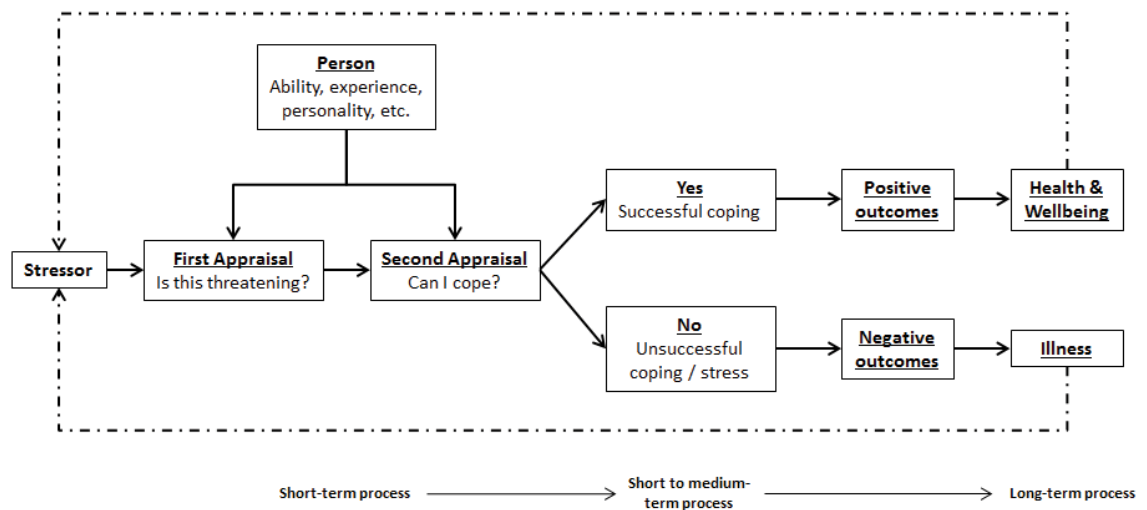 Person
Ability, experience,
personality, etc.
Yes
Successful coping
Positive
outcomes
Health &
Wellbeing
Stressor
First Appraisal
Is this threatening?
Second Appraisal
Can I cope?
No
Unsuccessful
coping / stress
Negative
outcomes
Illness
Short-term process
Short to medium-
term process
Long-term process